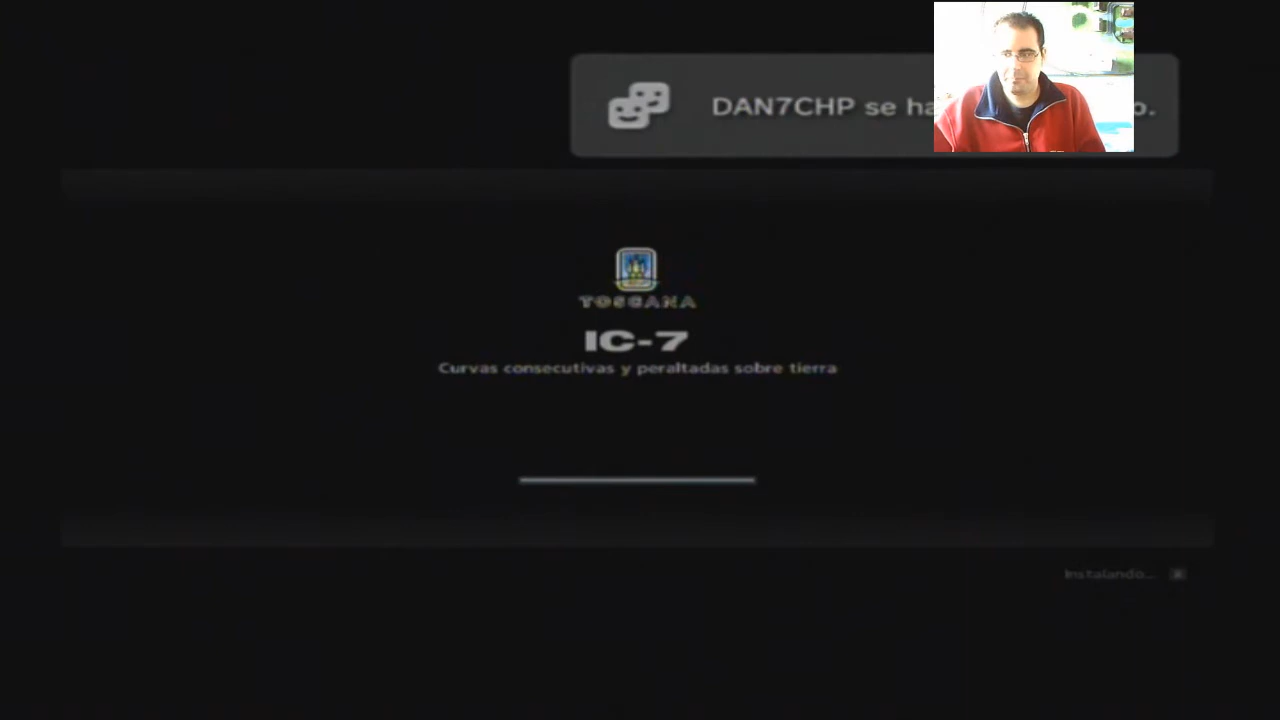 DAN7CHP se ha o.
TOSCANA
IC-7
Curvas consecutivas y peraltadas sobre tierra
Instalando...